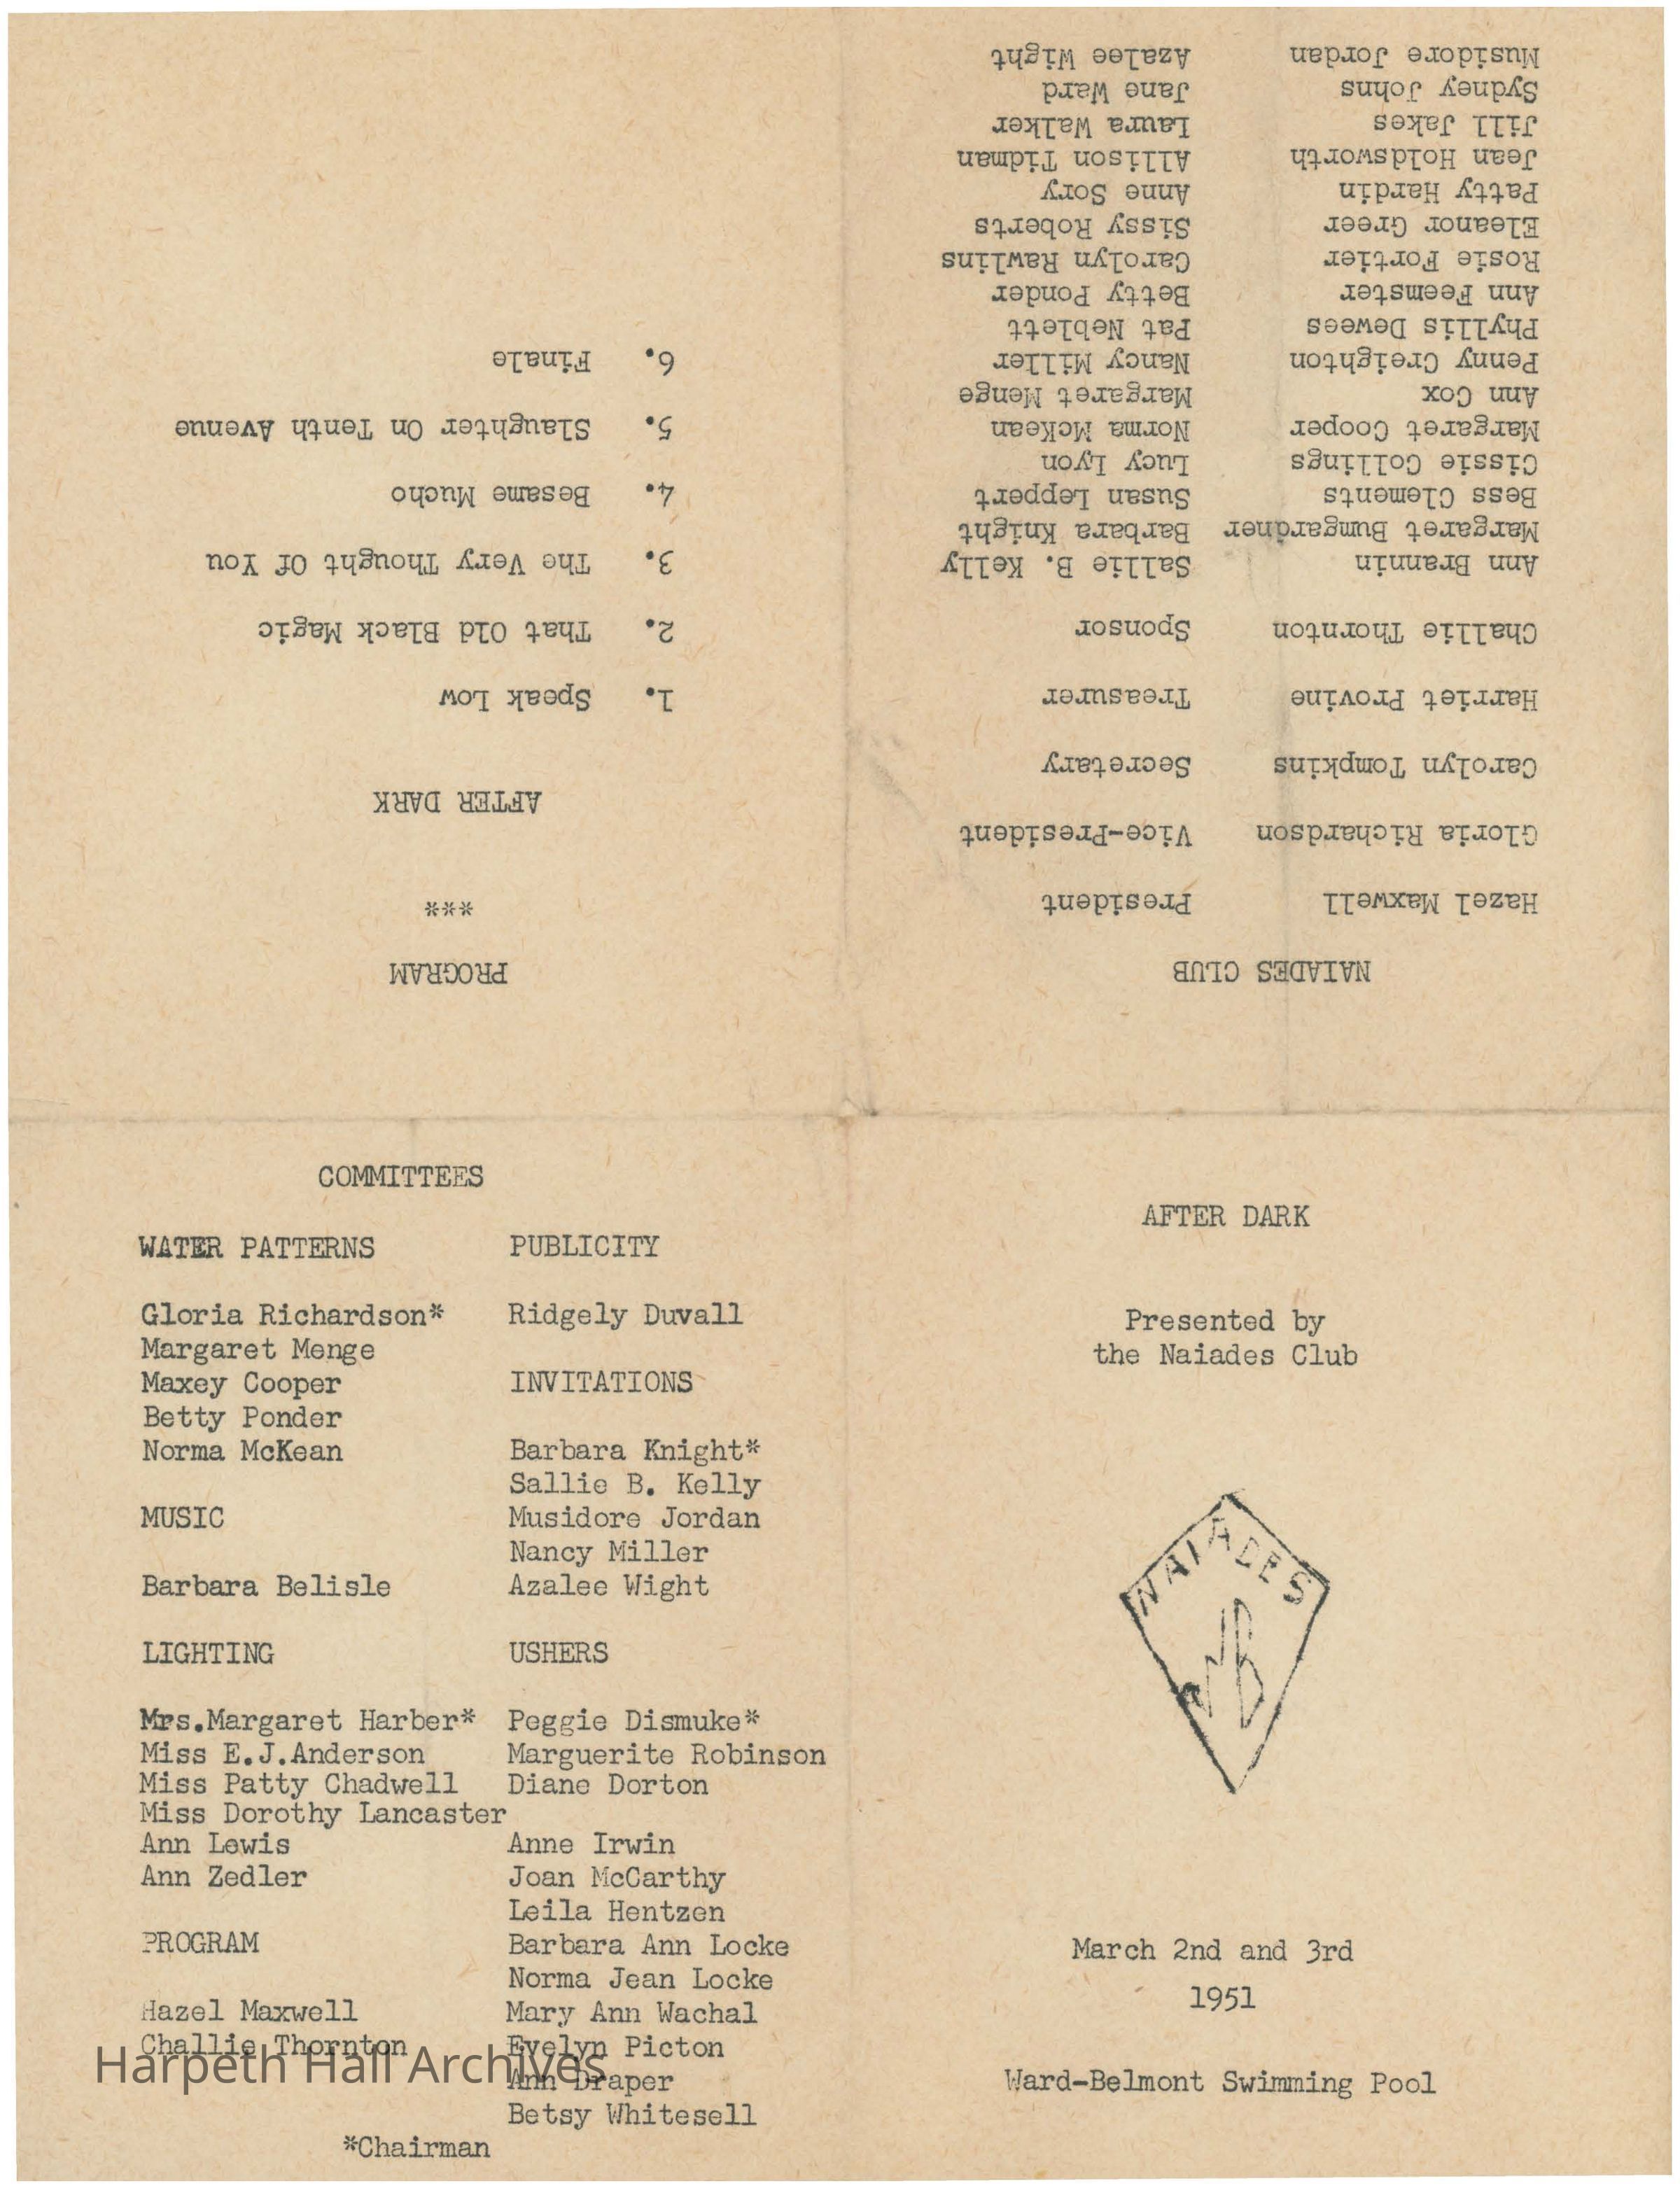 AFTER DARK
Presented by
the Naiades Club
NAIADES
WB
March 2nd and 3rd
1951
Ward-Belmont Swimming Pool
NAIADES CLUB
Hazel Maxwell President
Gloria Richardson Vice-President
Carolyn Tompkins Secretary
Harriet Provine Treasurer
Challie Thornton Sponsor
Ann Brannin Sallie B. Kelly
Margaret Bumgardner Barbara Knight
Bess Clements Susan Leppert
Cissie Collings Lucy Lyon
Margaret Cooper Norma McKean
Ann Cox Margaret Menge
Penny Creighton Nancy Miller
Phyllis Dewees Pat Neblett
Ann Feemster Betty Ponder
Rosie Fortier Carolyn Rawlins
Eleanor Greer Sissy Roberts
Patty Hardin Anne Sory
Jean Holdsworth Allison Tidman
Jill Jakes Laura Walker
Sydney Johns Jane Ward
Musidore Jordan Azalee Wight
PROGRAM
***
AFTER DARK
1. Speak Low
2. That Old Black Magic
3. The Very Thought Of You
4. Besame Mucho
5. Slaughter On Tenth Avenue
6. Finale
COMMITTEES
WATER PATTERNS
Gloria Richardson*
Margaret Menge
Maxey Cooper
Betty Ponder
Norma McKean
MUSIC
Barbara Belisle
LIGHTING
Mrs.Margaret Harber*
Miss E.J.Anderson
Miss Patty Chadwell
Miss Dorothy Lancaster
Ann Lewis
Ann Zedler
PROGRAM
Hazel Maxwell
Challie Thornton
PUBLICITY
Ridgely Duvall
INVITATIONS
Barbara Knight*
Sallie B. Kelly
Musidore Jordan
Nancy Miller
Azalee Wight
USHERS
Peggie Dismuke*
Marguerite Robinson
Diane Dorton
Anne Irwin
Joan McCarthy
Leila Hentzen
Barbara Ann Locke
Norma Jean Locke
Mary Ann Wachal
Evelyn Picton
Ann Draper
Betsy Whitesell
*Chairman
Harpeth Hall Archives